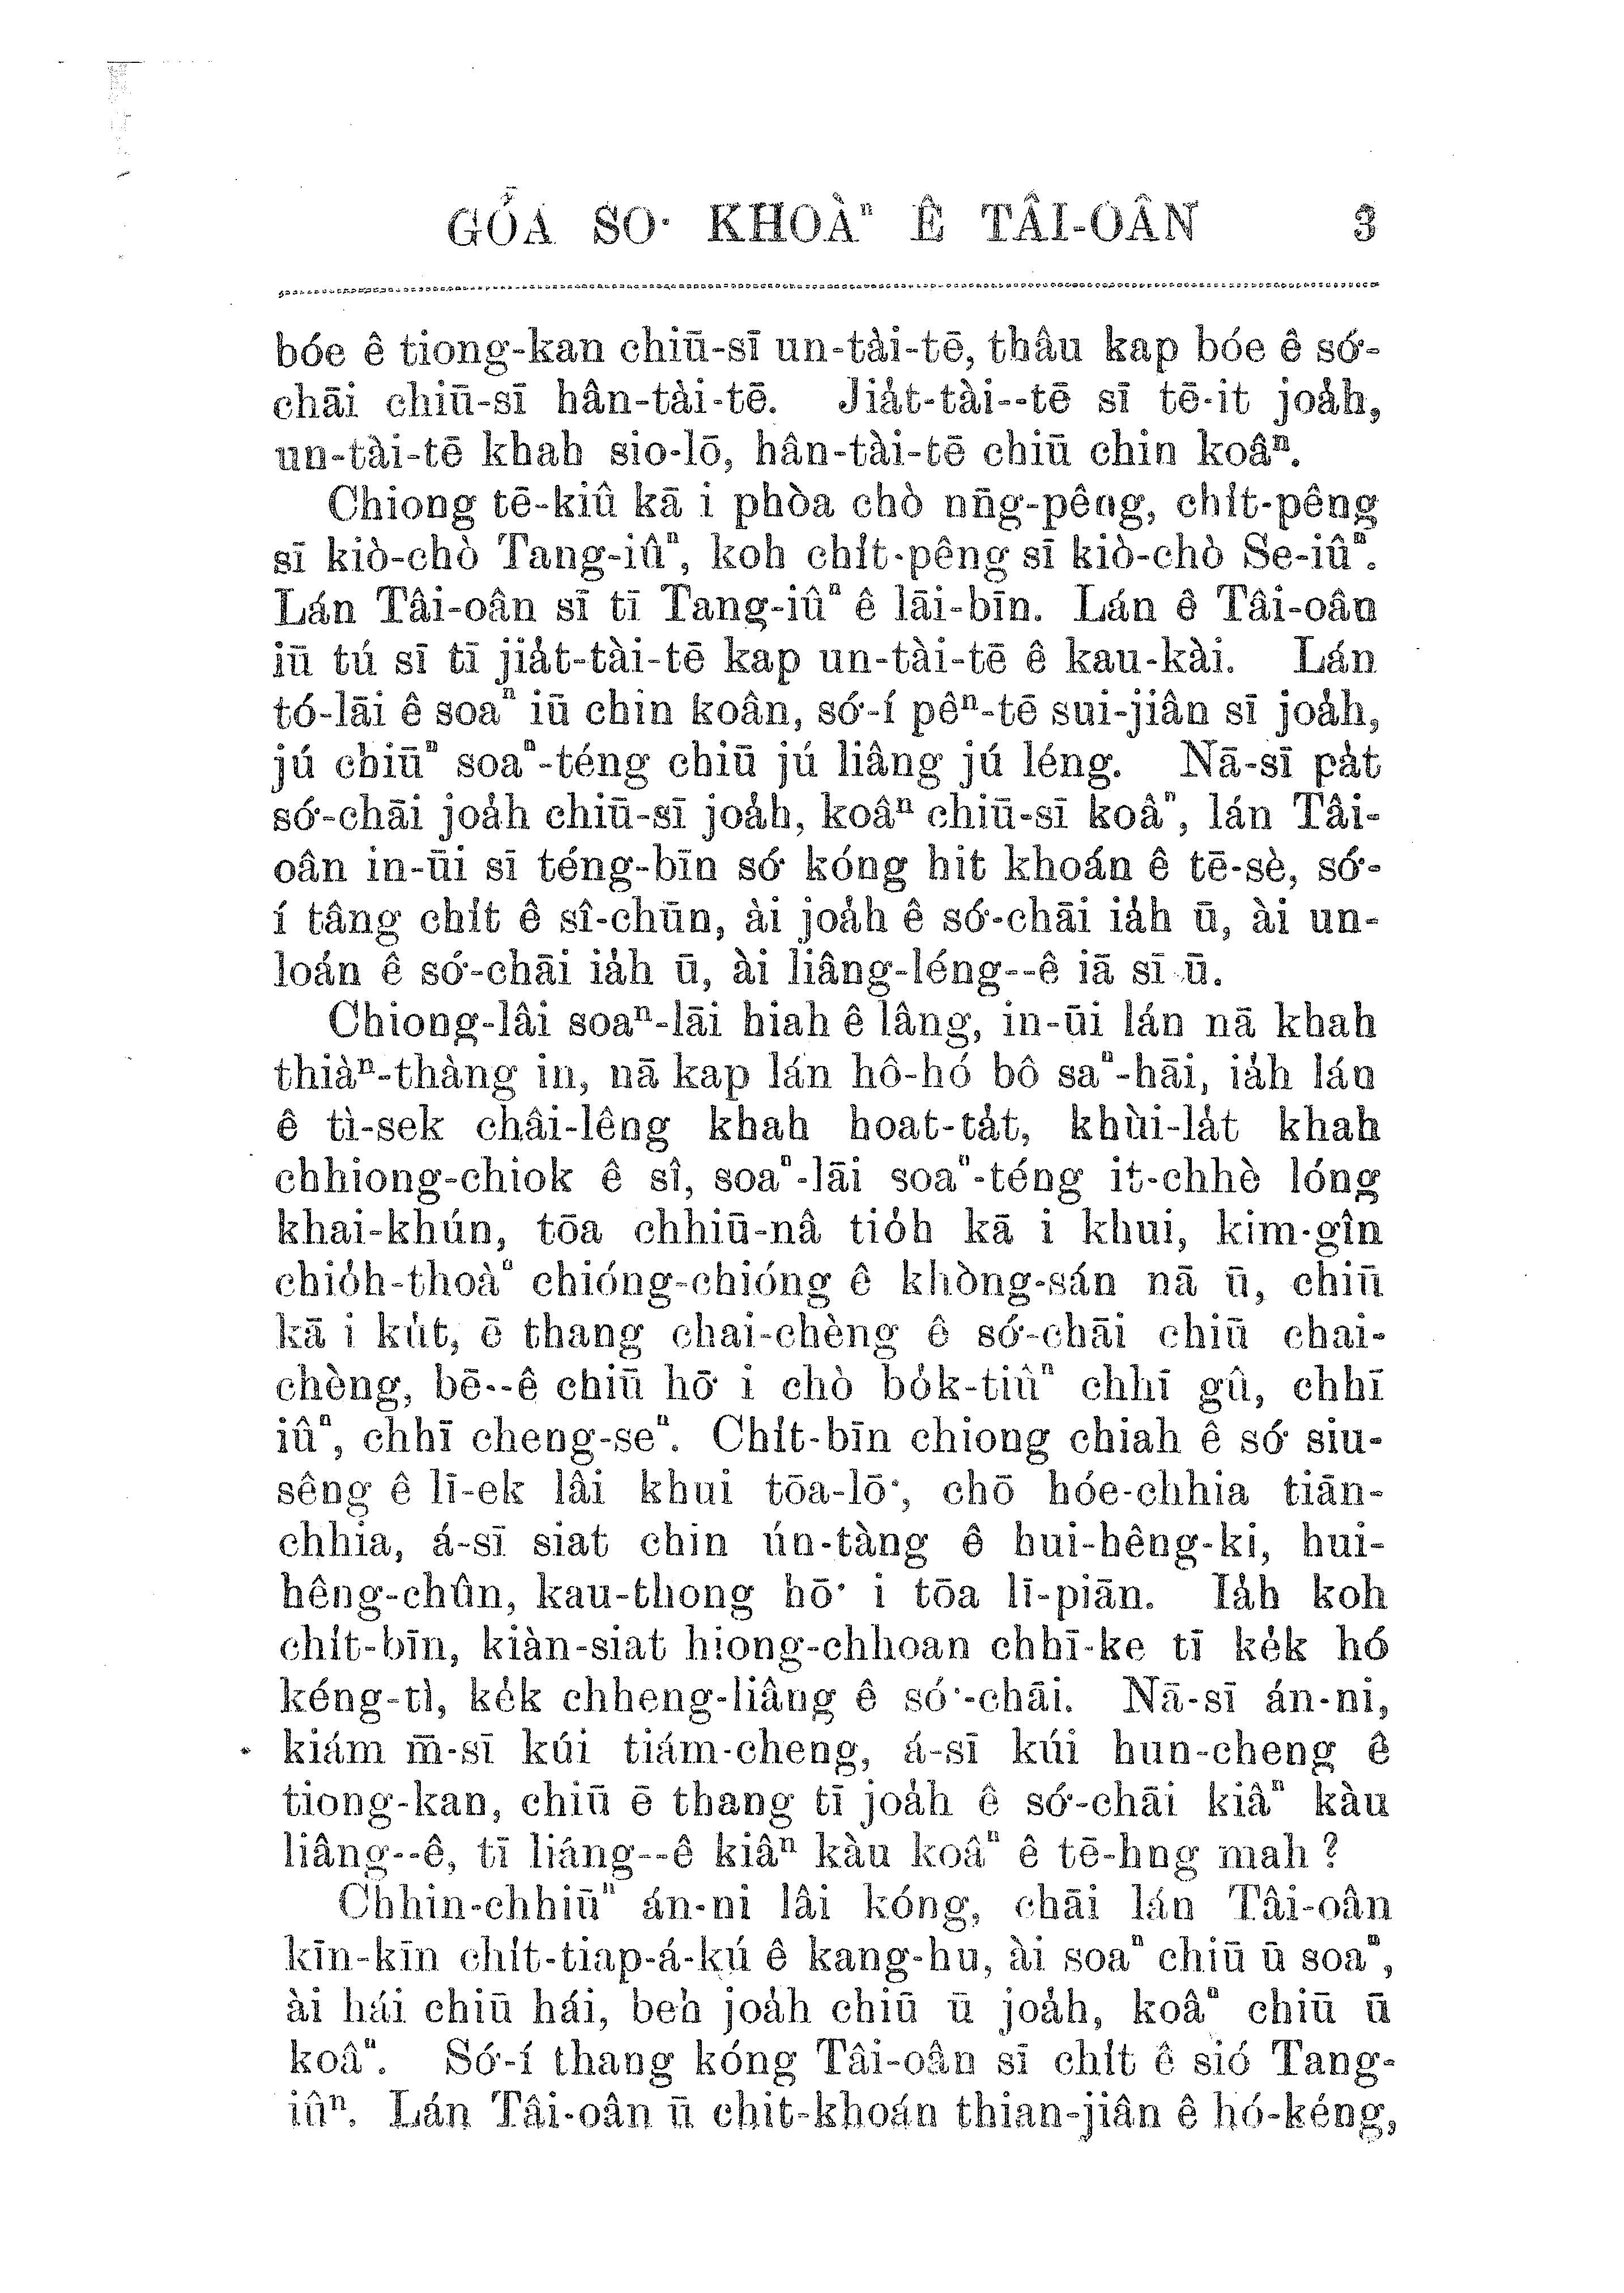 GÓA SO͘ KHOÀⁿ Ê TÂI-OÂN 3
bóe ê tiong-kan chiū-sī un-tài-tē, thâu kap bóe ê só͘-
chāi chiū-sī hân-tài-tē. Jia̍t-tài--tē sī tē-it joa̍h,
un-tài-tē khah sio-lō, hân-tài-tē chiū chin koâⁿ.
Chiong tē-kiû kā i phòa chò nn̄g-pêng, chi̍t-pêng
sī kiò-chò Tang-iûⁿ, koh chi̍t-pêng sī kiò-chò Se-iûⁿ.
Lán Tâi-oân sī tī Tang-iûⁿ ê lāi-bīn. Lán ê Tâi-oân
iū tú sī tī jia̍t-tài-tē kap un-tài-tē ê kau-kài. Lán
tó-lāi ê soaⁿ iū chin koân, só͘-í pêⁿ-tē sui-jiân sī joa̍h,
jú chiūⁿ soaⁿ-téng chiū jú liâng jú léng. Nā-sī pa̍t
só͘-chāi joa̍h chiū-sī joa̍h, koâⁿ chiū-sī koâⁿ, lán Tâi-
oân in-ūi sī téng-bīn só͘ kóng hit khoán ê tē-sè, só͘-
í tâng chi̍t ê sî-chūn, ài joa̍h ê só͘-chāi ia̍h ū, ài un-
loán ê só͘-chāi ia̍h ū, ài liâng-léng--ê iā sī ū.
Chiong-lâi soaⁿ-lāi hiah ê lâng, in-ūi lán nā khah
thiàⁿ-thàng in, nā kap lán hô-hó bô saⁿ-hāi, ia̍h lán
ê tì-sek châi-lêng khah hoat-ta̍t, khùi-la̍t khah
chhiong-chiok ê sî, soaⁿ-lāi soaⁿ-téng it-chhè lóng
khai-khún, tōa chhiū-nâ tio̍h kā i khui, kim-gîn
chio̍h-thoàⁿ chióng-chióng ê khòng-sán nā ū, chiū
kā i ku̍t, ē thang chai-chèng ê só͘-chāi chiū chai-
chèng, bē--ê chiū hō͘ i chò bo̍k-tiûⁿ chhī gû, chhī
iûⁿ, chhī cheng-seⁿ. Chi̍t-bīn chiong chiah ê só͘ siu-
sêng ê lī-ek lâi khui tōa-lō͘, chō hóe-chhia tiān-
chhia, á-sī siat chin ún-tàng ê hui-hêng-ki, hui-
hêng-chûn, kau-thong hō͘ i tōa lī-piān. Ia̍h koh
chi̍t-bīn, kiàn-siat hiong-chhoan chhī-ke tī ke̍k hó
kéng-tì, ke̍k chheng-liâng ê só͘-chāi. Nā-sī án-ni,
kiám m̄-sī kúi tiám-cheng, á-sī kúi hun-cheng ê
tiong-kan, chiū ē thang tī joa̍h ê só͘-chāi kiâⁿ kàu
liâng--ê, tī liáng--ê kiâⁿ kàu koâⁿ ê tē-hng mah ?
Chhin-chhiūⁿ án-ni lâi kóng, chāi lán Tâi-oân
kīn-kīn chi̍t-tiap-á-kú ê kang-hu, ài soaⁿ chiū ū soaⁿ,
ài hái chiū hái, beh joa̍h chiū ū joa̍h, koâⁿ chiū ū
koâⁿ. Só͘-í thang kóng Tâi-oân sī chi̍t ê sió Tang-
iûⁿ. Lán Tâi-oân ū chit-khoán thian-jiân ê hó-kéng,